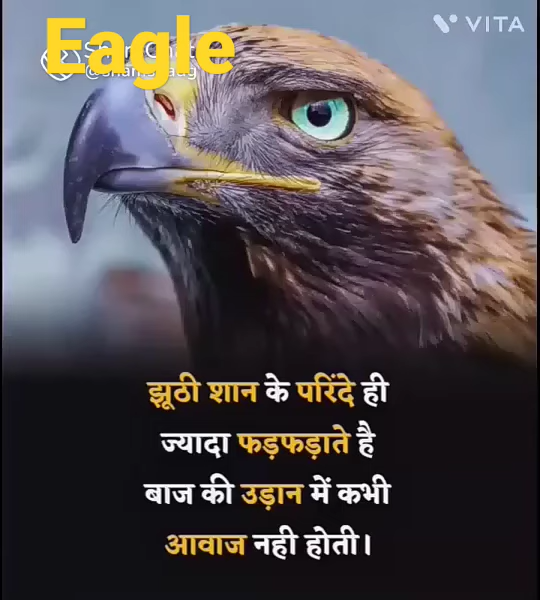 Eagle
VITA
झूठी शान के परिंदे ही
ज्यादा फड़फड़ाते है
बाज की उड़ान में कभी
आवाज नही होती।